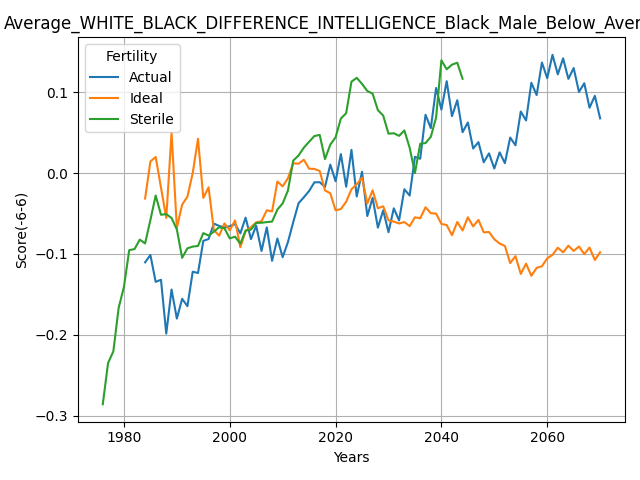 Average_WHITE_BLACK_DIFFERENCE_INTELLIGENCE_Black_Male_Below_Aver
Fertility
Actual
Ideal
Sterile
Score(-6-6)
0.1
0.0
−0.1
−0.2
−0.3
1980 2000 2020 2040 2060
Years